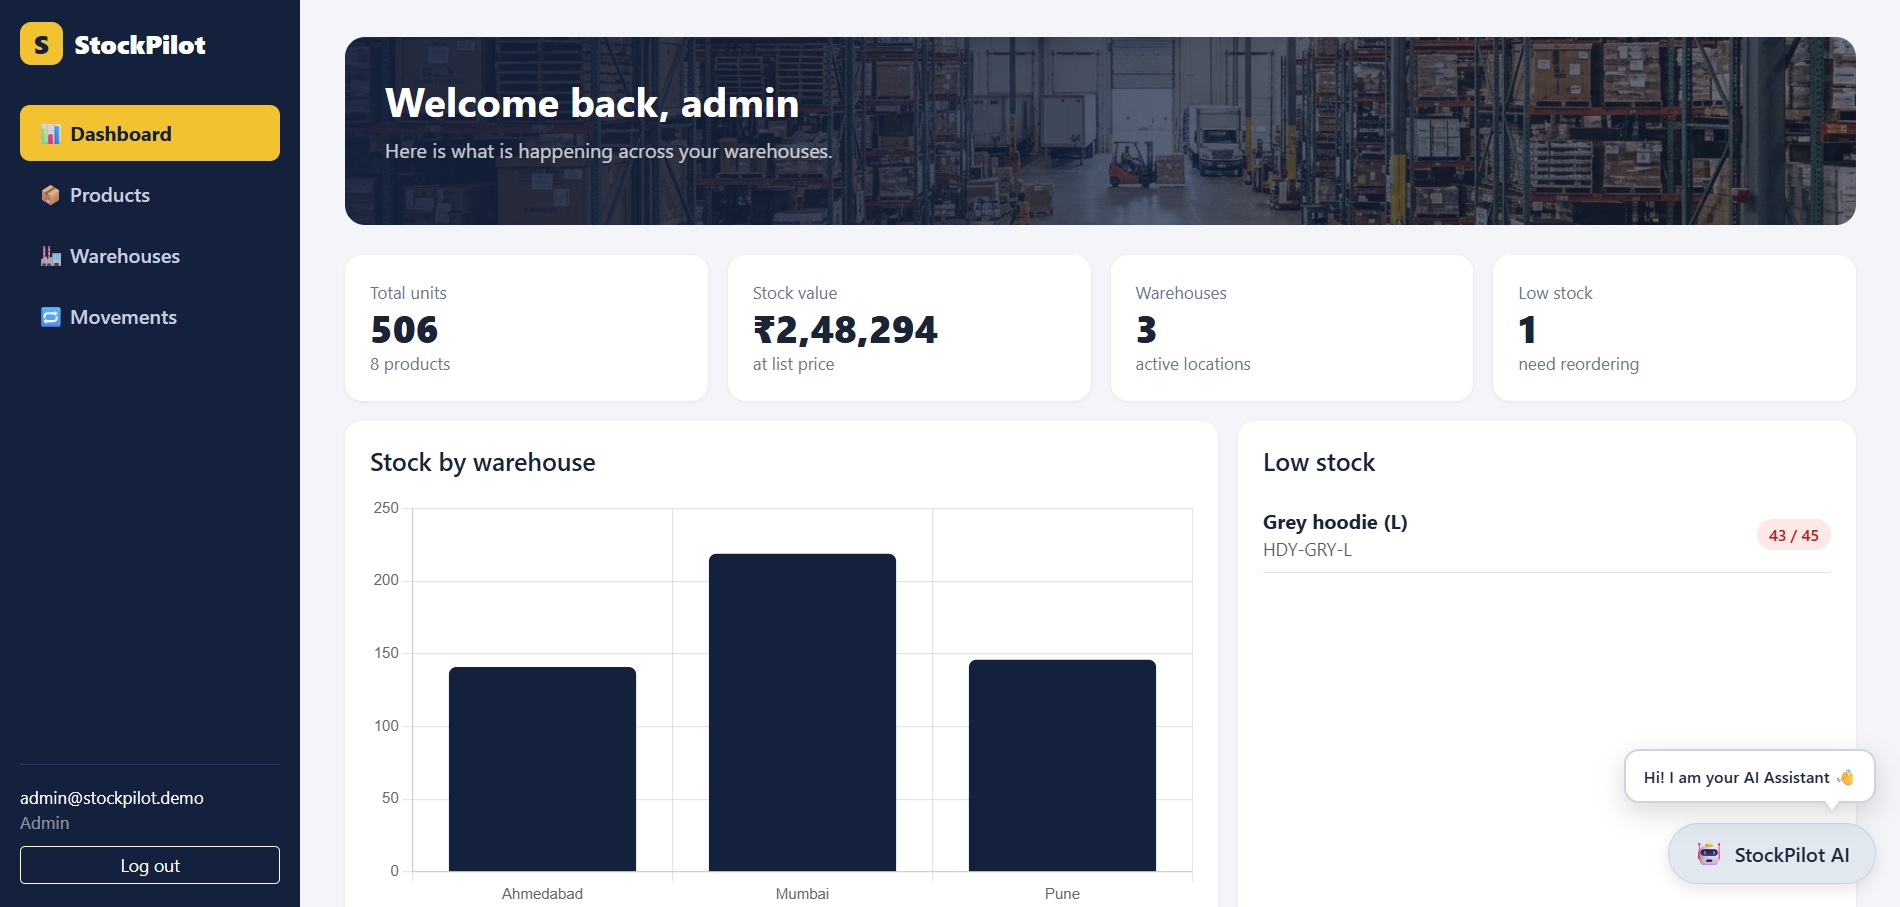 S StockPilot
Dashboard
Products
Warehouses
Movements
admin@stockpilot.demo
Admin
Log out
Welcome back, admin
Here is what is happening across your warehouses.
Total units
506
8 products
Stock value
₹2,48,294
at list price
Warehouses
3
active locations
Low stock
1
need reordering
Stock by warehouse
250
200
150
100
50
0
Ahmedabad
Mumbai
Pune
Low stock
Grey hoodie (L)
HDY-GRY-L
43 / 45
Hi! I am your AI Assistant 👋
StockPilot AI